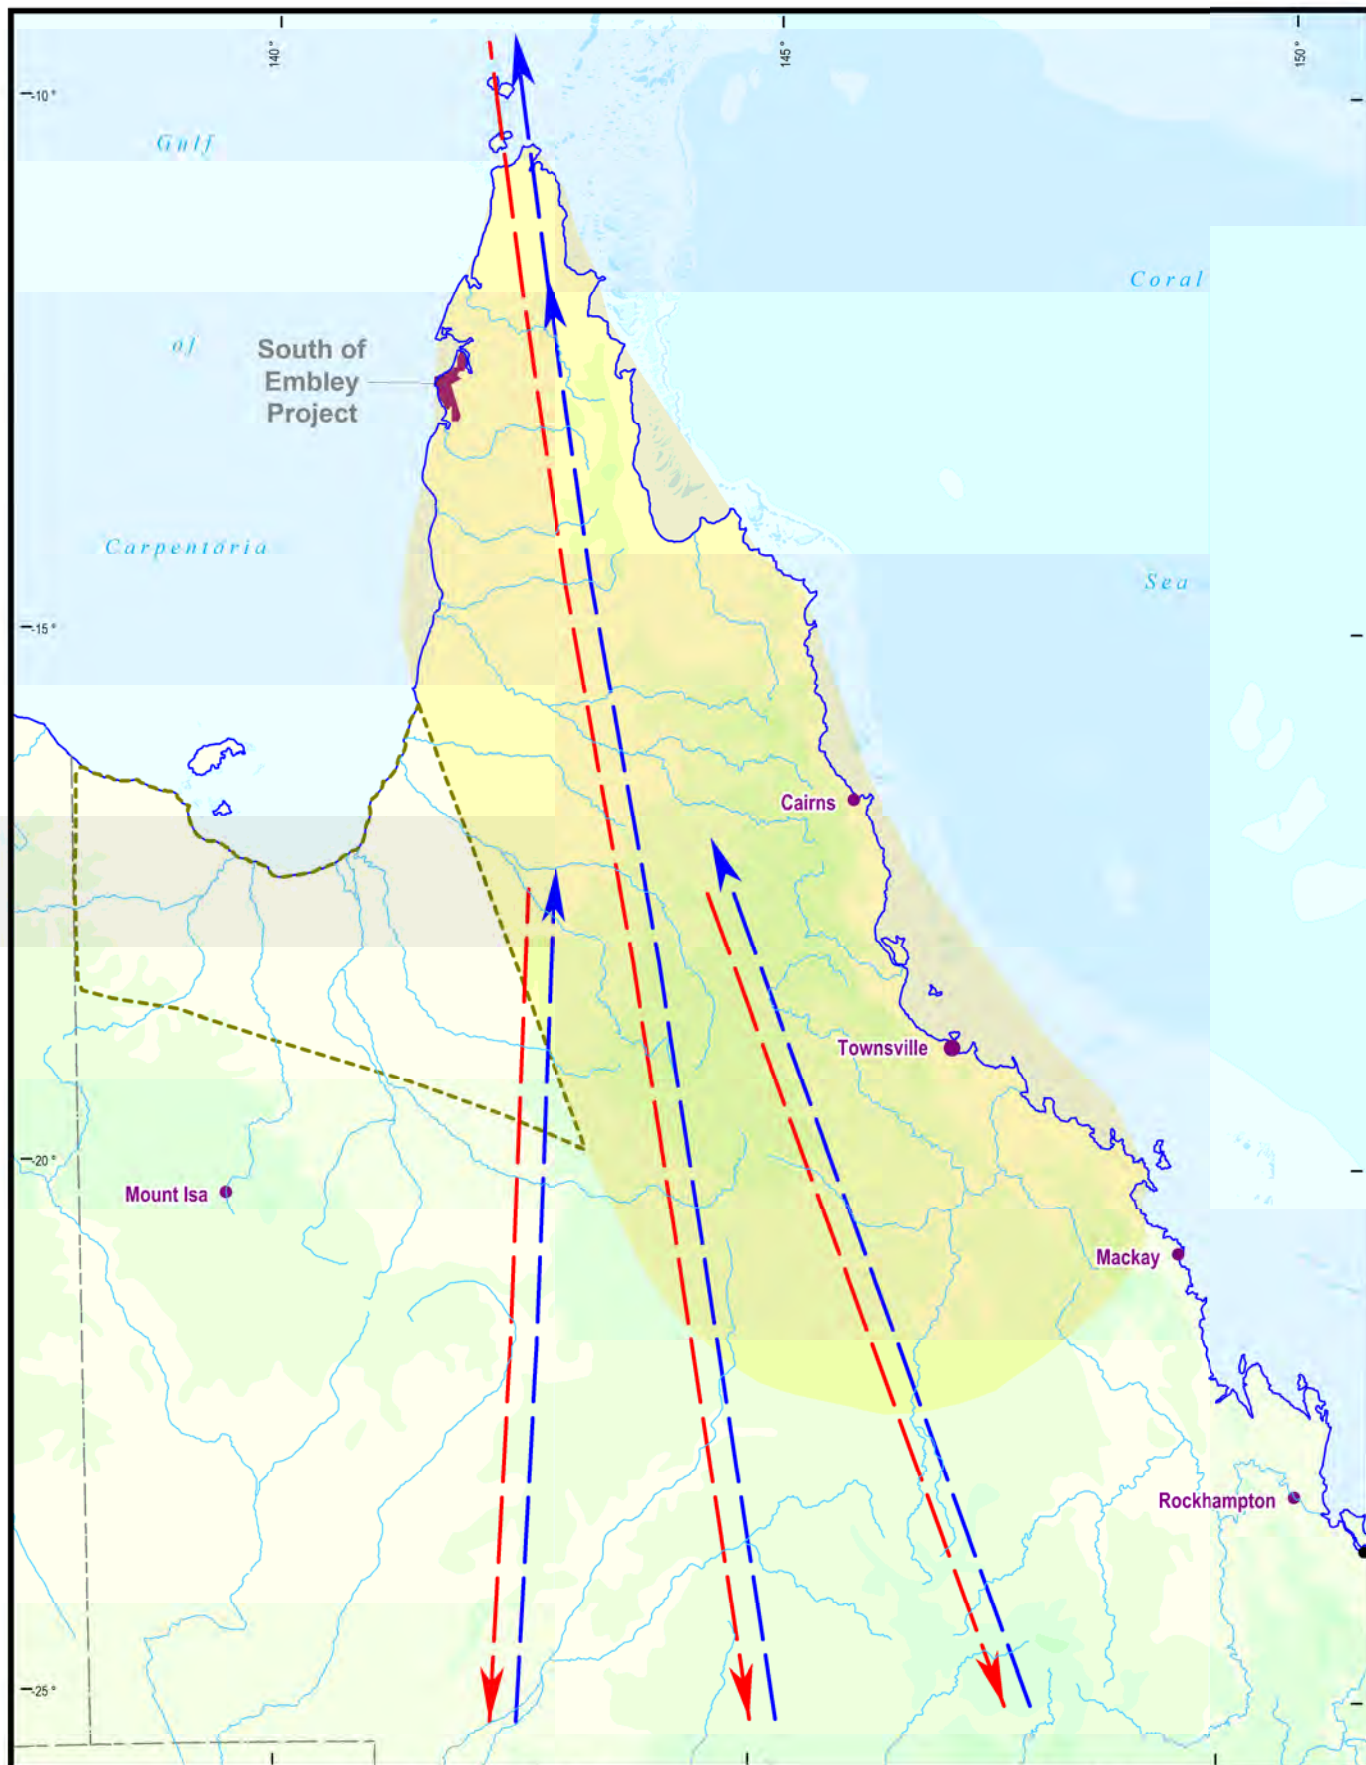 140°
145°
150°
-10°
Gulf
Coral
of
South of
Embley
Project
Carpentaria
Sea
-15°
Cairns
Townsville
-20°
Mount Isa
Mackay
Rockhampton
-25°